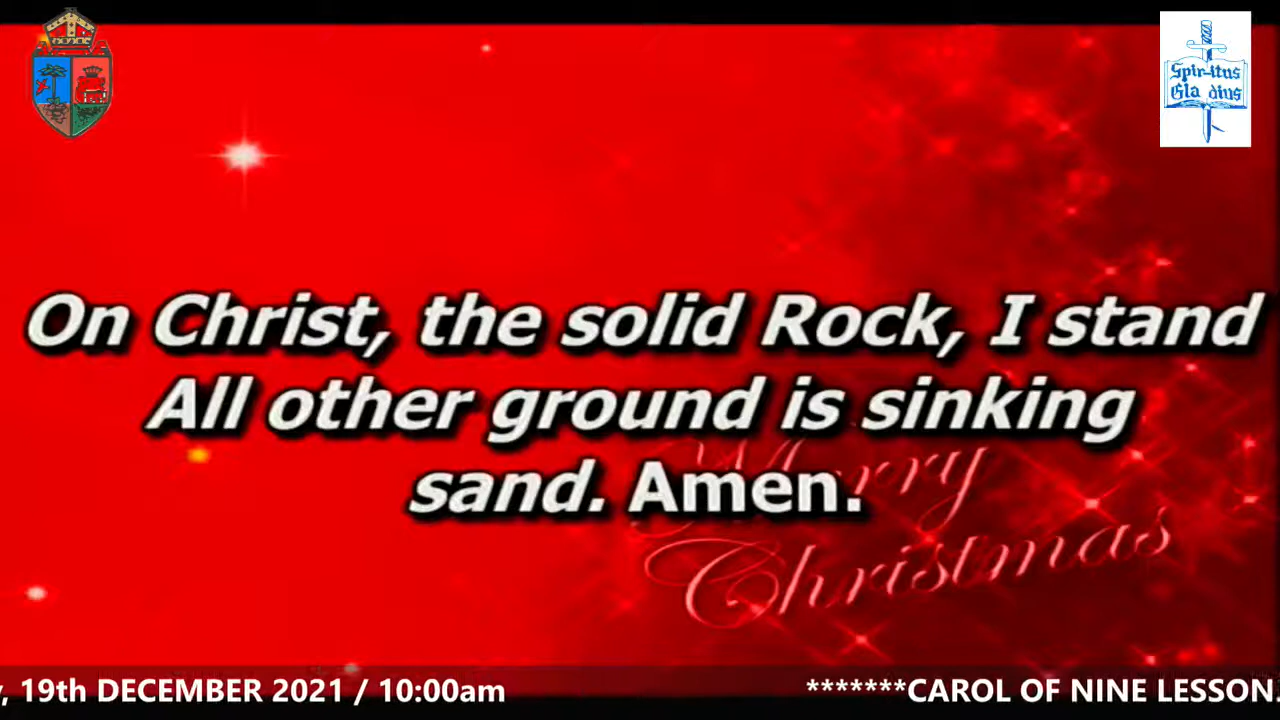 Spiritus
Gladius
On Christ, the solid Rock, I stand
All other ground is sinking
sand. Amen.
Merry
Christmas
, 19th DECEMBER 2021 / 10:00am
*******CAROL OF NINE LESSON